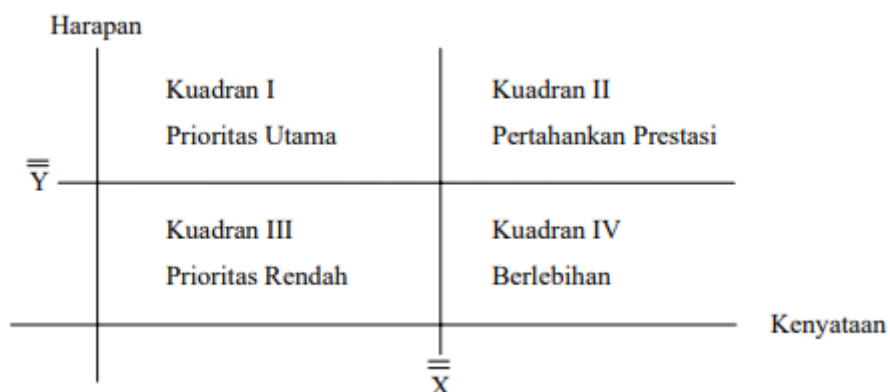 Harapan
Kuadran I
Prioritas Utama
Kuadran II
Pertahankan Prestasi
Y̿
Kuadran III
Prioritas Rendah
Kuadran IV
Berlebihan
Kenyataan
X̿